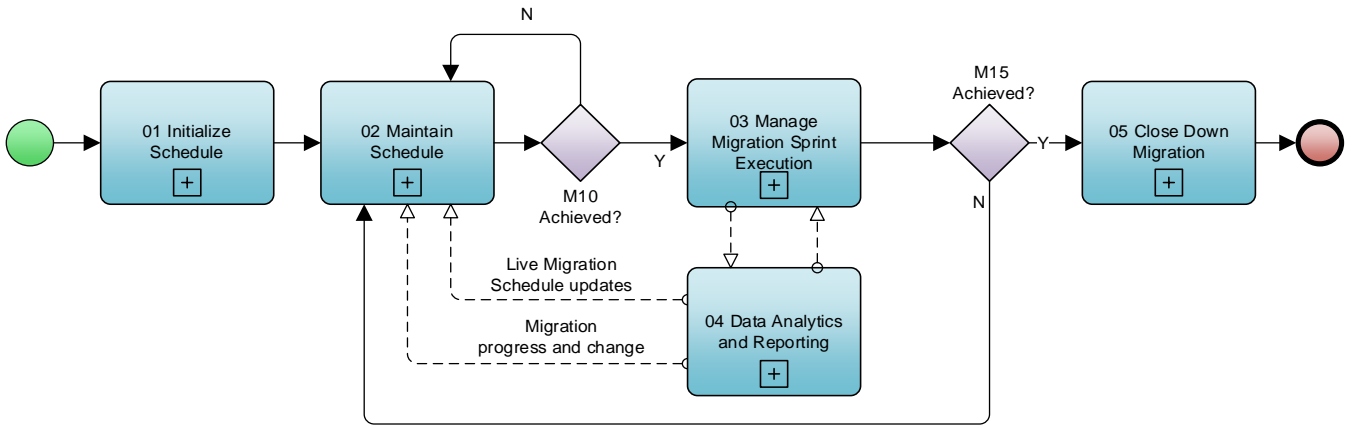 N
01 Initialize
Schedule
02 Maintain
Schedule
M10
Achieved?
Y
03 Manage
Migration Sprint
Execution
M15
Achieved?
Y
N
05 Close Down
Migration
Live Migration
Schedule updates
Migration
progress and change
04 Data Analytics
and Reporting